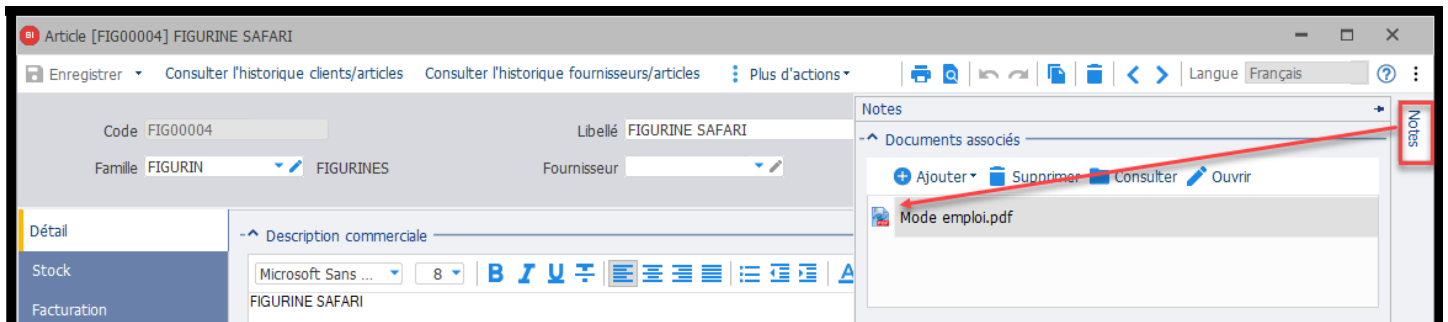 BI Article [FIG00004] FIGURINE SAFARI
Enregistrer Consulter l'historique clients/articles Consulter l'historique fournisseurs/articles Plus d'actions Langue Français
Notes
Notes
Code FIG00004 Libellé FIGURINE SAFARI
Documents associés
Famille FIGURIN FIGURINES Fournisseur
Ajouter Supprimer Consulter Ouvrir
Mode emploi.pdf
Détail
Description commerciale
Stock
Microsoft Sans ... 8 B I U T A
FIGURINE SAFARI
Facturation